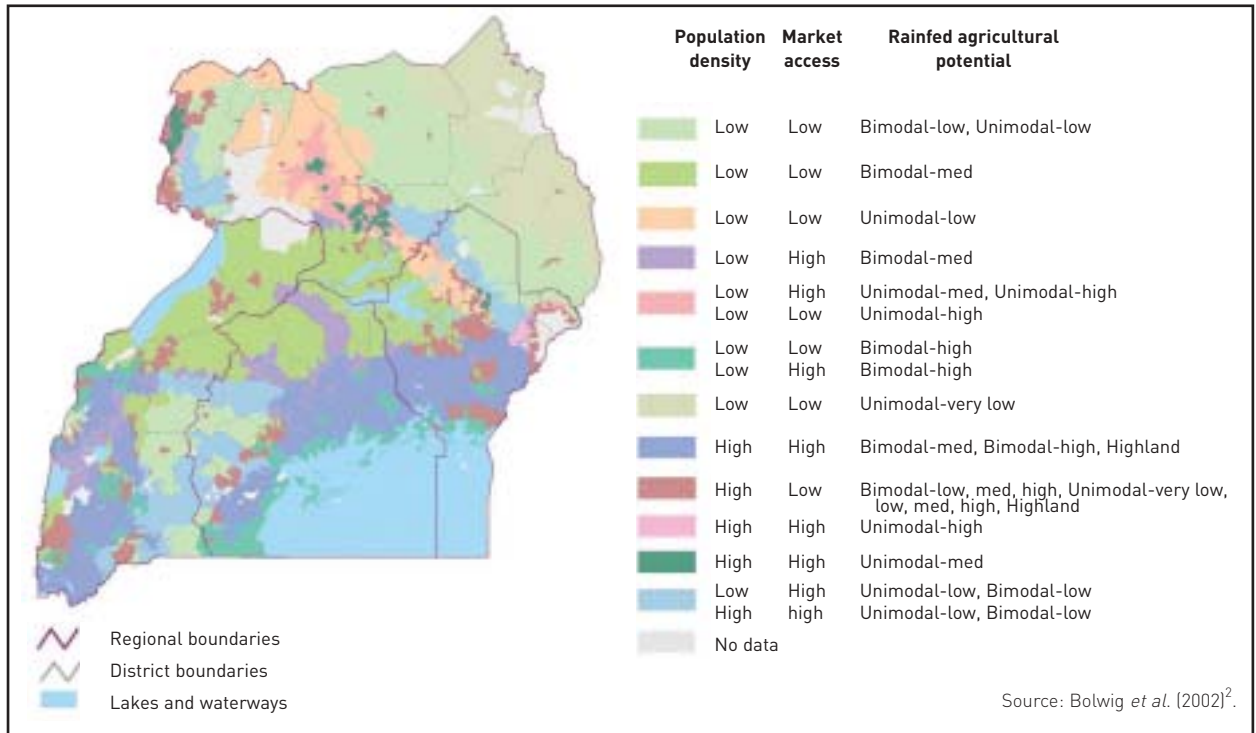 Population Market Rainfed agricultural
density access potential
Low Low Bimodal-low, Unimodal-low
Low Low Bimodal-med
Low Low Unimodal-low
Low High Bimodal-med
Low High Unimodal-med, Unimodal-high
Low Low Unimodal-high
Low Low Bimodal-high
Low High Bimodal-high
Low Low Unimodal-very low
High High Bimodal-med, Bimodal-high, Highland
High Low Bimodal-low, med, high, Unimodal-very low,
low, med, high, Highland
High High Unimodal-high
High High Unimodal-med
Low High Unimodal-low, Bimodal-low
High high Unimodal-low, Bimodal-low
No data
Regional boundaries
District boundaries
Lakes and waterways
Source: Bolwig et al. (2002)².